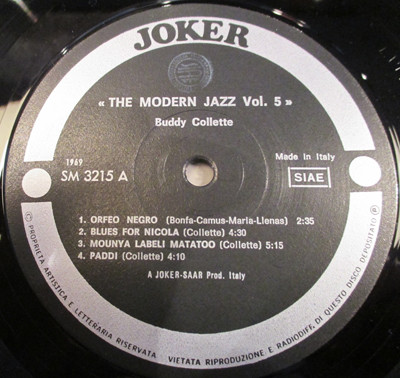 JOKER
« THE MODERN JAZZ Vol. 5 »
Buddy Collette
1969
SM 3215 A
Made in Italy
SIAE
1. ORFEO NEGRO (Bonfa-Camus-Maria-Llenas) 2:35
2. BLUES FOR NICOLA (Collette) 4:30
3. MOUNYA LABELI MATATOO (Collette) 5:15
4. PADDI (Collette) 4:10
A JOKER-SAAR Prod. Italy
© PROPRIETA ARTISTICA E LETTERARIA RISERVATA VIETATA RIPRODUZIONE E RADIODIFF. DI QUESTO DISCO DEPOSITATO ℗